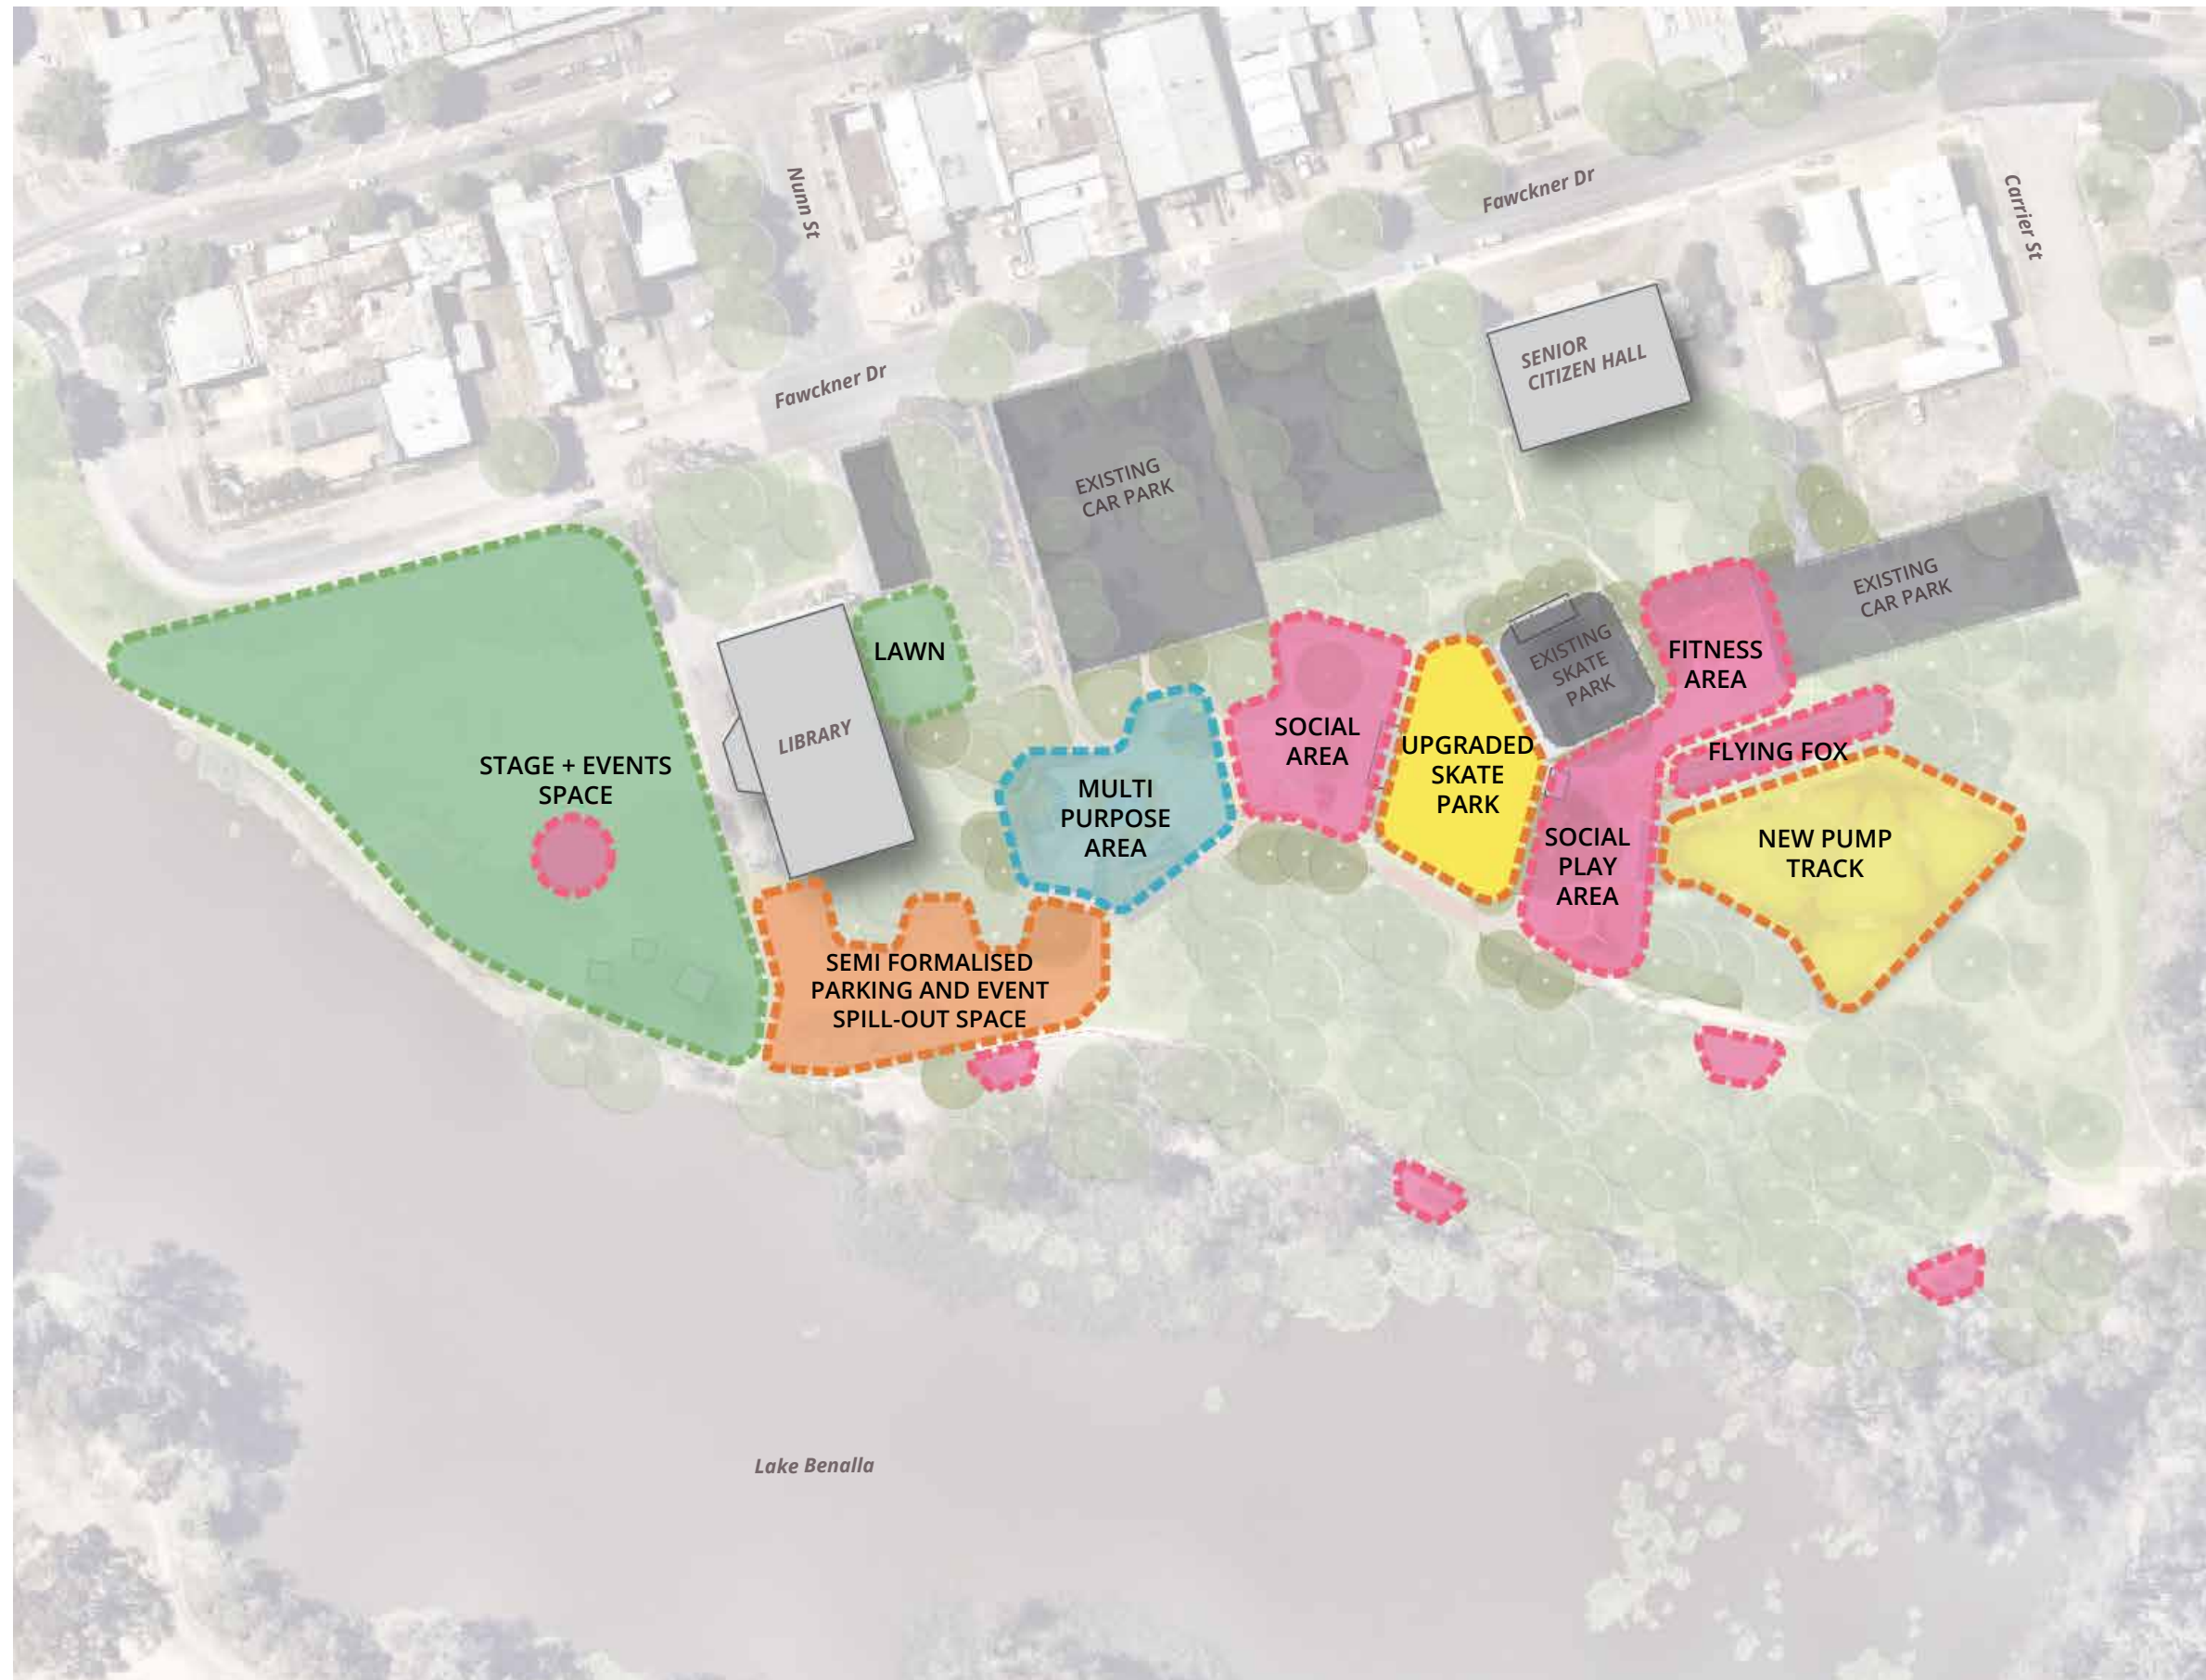 Nunn St
Fawckner Dr
Carrier St
SENIOR
CITIZEN HALL
Fawckner Dr
EXISTING
CAR PARK
EXISTING
CAR PARK
LAWN
EXISTING
SKATE
PARK
FITNESS
AREA
LIBRARY
SOCIAL
AREA
UPGRADED
SKATE
PARK
FLYING FOX
STAGE + EVENTS
SPACE
MULTI
PURPOSE
AREA
SOCIAL
PLAY
AREA
NEW PUMP
TRACK
SEMI FORMALISED
PARKING AND EVENT
SPILL-OUT SPACE
Lake Benalla